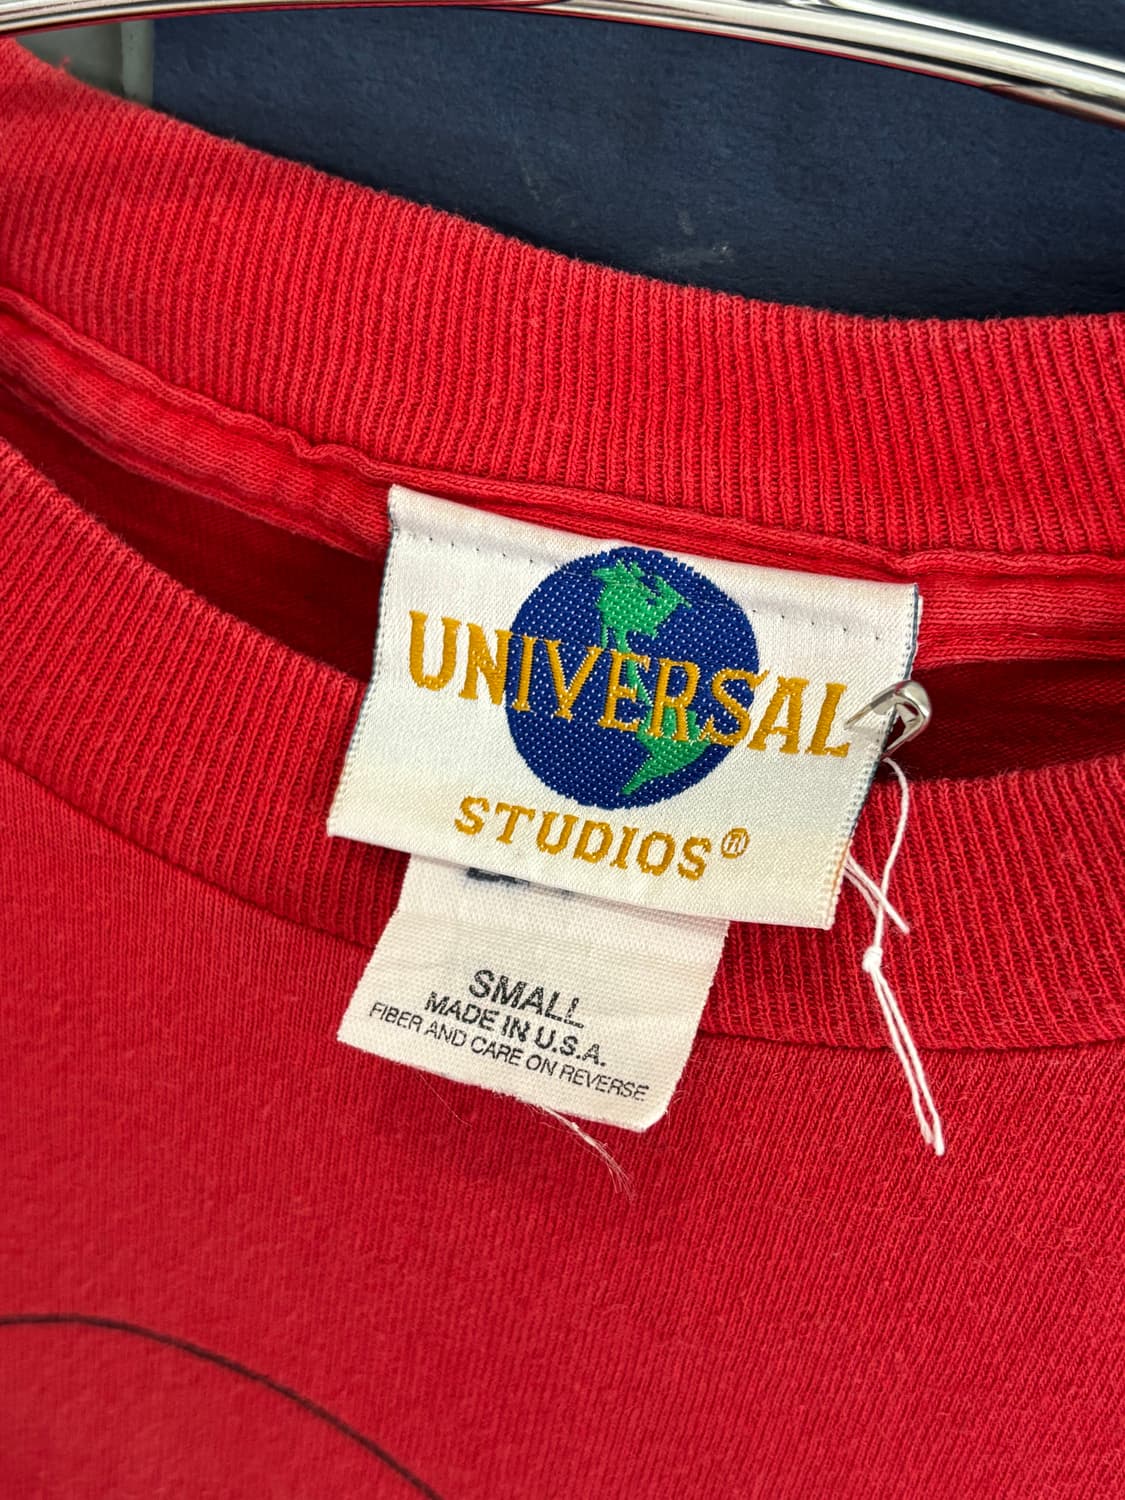 UNIVERSAL
STUDIOS®
SMALL
MADE IN U.S.A.
FIBER AND CARE ON REVERSE